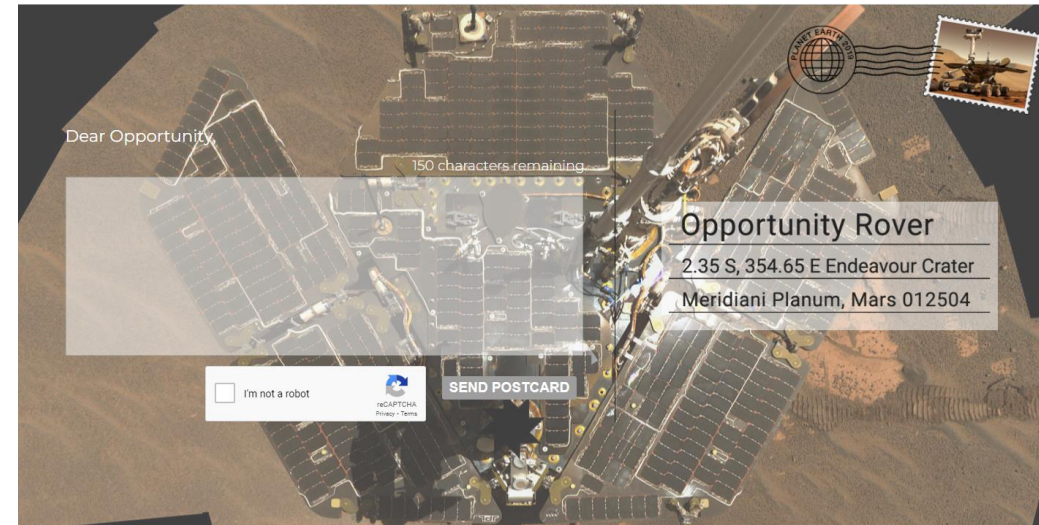 PLANET EARTH 2019
Dear Opportunity,
150 characters remaining
Opportunity Rover
2.35 S, 354.65 E Endeavour Crater
Meridiani Planum, Mars 012504
I'm not a robot
reCAPTCHA
Privacy - Terms
SEND POSTCARD